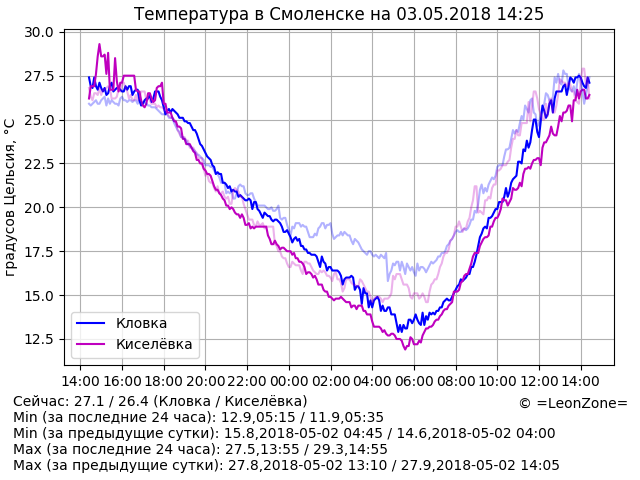 Температура в Смоленске на 03.05.2018 14:25
30.0
27.5
25.0
22.5
20.0
17.5
15.0
12.5
градусов Цельсия, °C
Кловка
Киселёвка
14:00 16:00 18:00 20:00 22:00 00:00 02:00 04:00 06:00 08:00 10:00 12:00 14:00
Сейчас: 27.1 / 26.4 (Кловка / Киселёвка)
© =LeonZone=
Min (за последние 24 часа): 12.9,05:15 / 11.9,05:35
Min (за предыдущие сутки): 15.8,2018-05-02 04:45 / 14.6,2018-05-02 04:00
Max (за последние 24 часа): 27.5,13:55 / 29.3,14:55
Max (за предыдущие сутки): 27.8,2018-05-02 13:10 / 27.9,2018-05-02 14:05